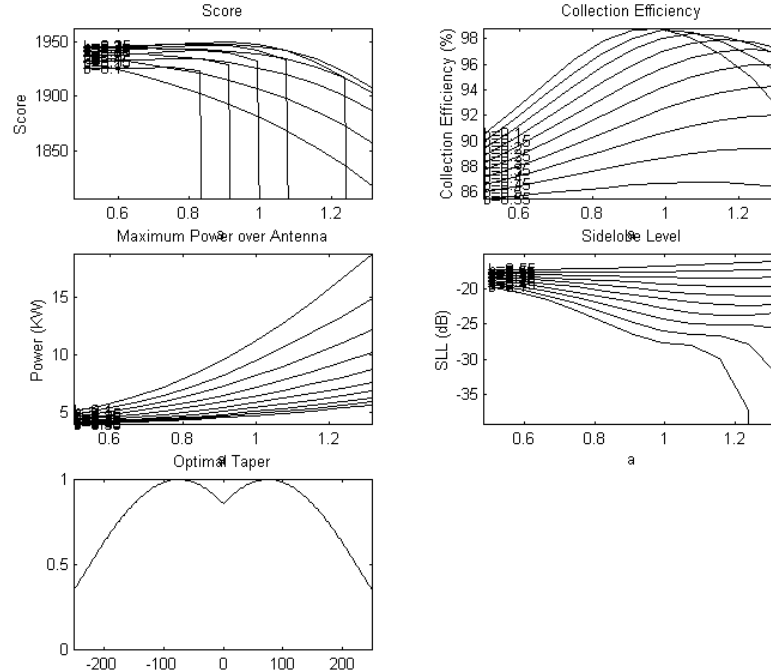 Score
1950
1900
1850
Score
0.6 0.8 1 1.2
a
Collection Efficiency
98
96
94
92
90
88
86
Collection Efficiency (%)
0.6 0.8 1 1.2
a
Maximum Power over Antenna
15
10
5
Power (KW)
0.6 0.8 1 1.2
a
Sidelobe Level
-20
-25
-30
-35
SLL (dB)
0.6 0.8 1 1.2
a
Optimal Taper
1
0.5
0
-200 -100 0 100 200